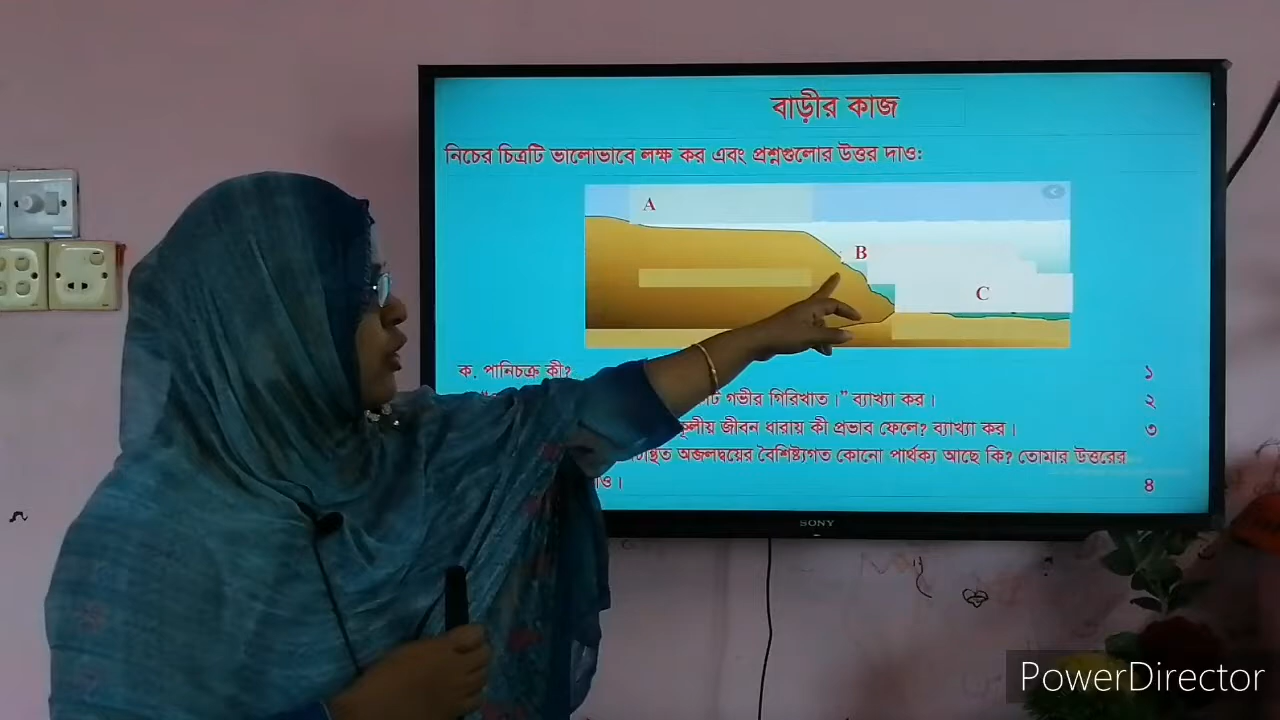 বাড়ীর কাজ
নিচের চিত্রটি ভালোভাবে লক্ষ কর এবং প্রশ্নগুলোর উত্তর দাও:
A
B
C
ক. পানিচক্র কী? ১
গভীর গিরিখাত।” ব্যাখ্যা কর। ২
জীবন ধারায় কী প্রভাব ফেলে? ব্যাখ্যা কর। ৩
অঞ্চলদ্বয়ের বৈশিষ্ট্যগত কোনো পার্থক্য আছে কি? তোমার উত্তরের
৪
SONY
PowerDirector